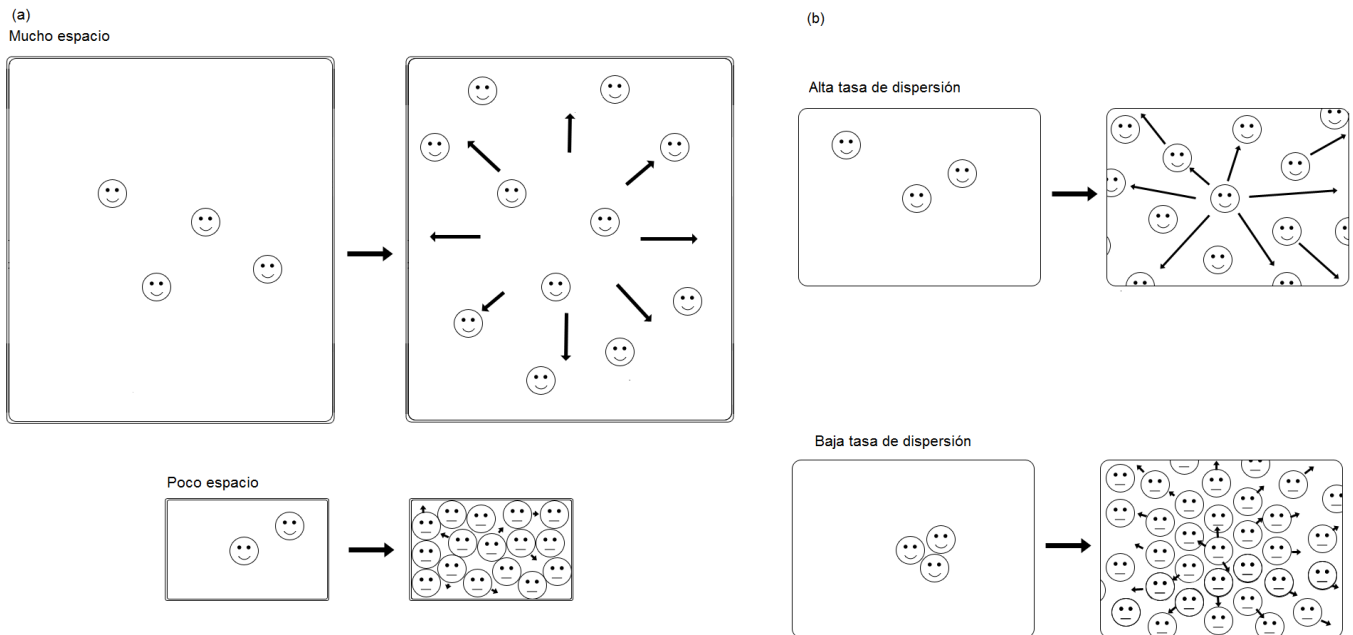 (a)
Mucho espacio
Poco espacio
(b)
Alta tasa de dispersión
Baja tasa de dispersión